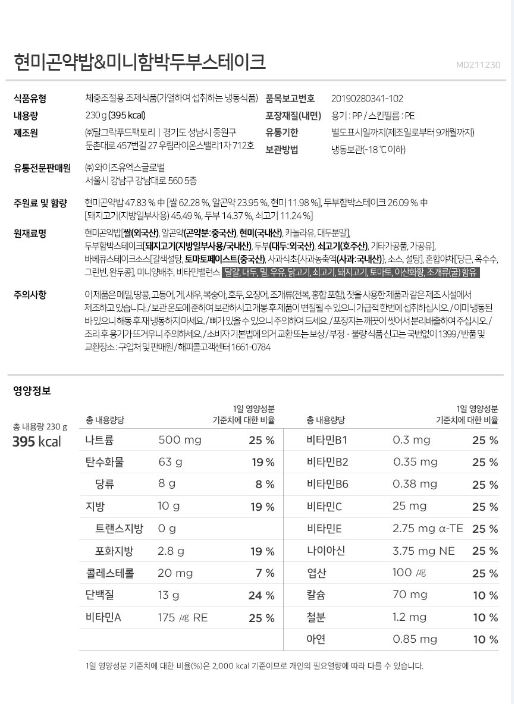 현미곤약밥&미니함박두부스테이크
MD211230
식품유형 체중조절용 조제식품(가열하여 섭취하는 냉동식품) 품목보고번호 20190280341-102
내용량 230 g (395 kcal) 포장재질(내면) 용기 : PP / 스킨필름 : PE
제조원 ㈜달그락푸드팩토리 | 경기도 성남시 중원구 유통기한 별도표시일까지(제조일로부터 9개월까지)
둔촌대로 457번길 27 우림라이온스밸리1차 712호 보관방법 냉동보관(-18 ℃ 이하)
유통전문판매원 ㈜와이즈유엑스글로벌
서울시 강남구 강남대로 560 5층
주원료 및 함량 현미곤약밥 47.83 % 中 [쌀 62.28 %, 알곤약 23.95 %, 현미 11.98 %], 두부함박스테이크 26.09 % 中
[돼지고기(지방일부사용) 45.49 %, 두부 14.37 %, 쇠고기 11.24 %]
원재료명 현미곤약밥[쌀(외국산), 알곤약(곤약분:중국산), 현미(국내산), 카놀라유, 대두분말],
두부함박스테이크[돼지고기(지방일부사용/국내산), 두부(대두:외국산), 쇠고기(호주산), 기타가공품, 가공유],
바베큐스테이크소스[갈색설탕, 토마토페이스트(중국산), 사과식초{사과농축액(사과:국내산)}, 소스, 설탕], 혼합야채[당근, 옥수수,
그린빈, 완두콩], 미니양배추, 비타민밸런스 달걀, 대두, 밀, 우유, 닭고기, 쇠고기, 돼지고기, 토마토, 아산화황, 조개류(굴) 함유
주의사항 이 제품은 메밀, 땅콩, 고등어, 게, 새우, 복숭아, 호두, 오징어, 조개류(전복, 홍합 포함), 잣을 사용한 제품과 같은 제조 시설에서
제조하고 있습니다. / 보관 온도에 준하여 보관하시고 개봉 후 제품이 변질될 수 있으니 가급적 한번에 섭취하십시오. / 이미 냉동된
바 있으니 해동 후 재 냉동하지 마세요. / 뼈가 있을 수 있으니 주의하여 드세요. / 포장지는 깨끗이 씻어서 분리배출하여 주십시오. /
조리 후 용기가 뜨거우니 주의하세요. / 소비자 기본법에 의거 교환 또는 보상 / 부정 · 불량식품 신고는 국번없이 1399 / 반품 및
교환장소 : 구입처 및 판매원 / 해피콜고객센터 1661-0784
영양정보
총 내용량 230 g
395 kcal
총 내용량당 1일 영양성분 기준치에 대한 비율 총 내용량당 1일 영양성분 기준치에 대한 비율
나트륨 500 mg 25 % 비타민B1 0.3 mg 25 %
탄수화물 63 g 19 % 비타민B2 0.35 mg 25 %
당류 8 g 8 % 비타민B6 0.38 mg 25 %
지방 10 g 19 % 비타민C 25 mg 25 %
트랜스지방 0 g 비타민E 2.75 mg α-TE 25 %
포화지방 2.8 g 19 % 나이아신 3.75 mg NE 25 %
콜레스테롤 20 mg 7 % 엽산 100 ㎍ 25 %
단백질 13 g 24 % 칼슘 70 mg 10 %
비타민A 175 ㎍ RE 25 % 철분 1.2 mg 10 %
아연 0.85 mg 10 %
1일 영양성분 기준치에 대한 비율(%)은 2,000 kcal 기준이므로 개인의 필요열량에 따라 다를 수 있습니다.